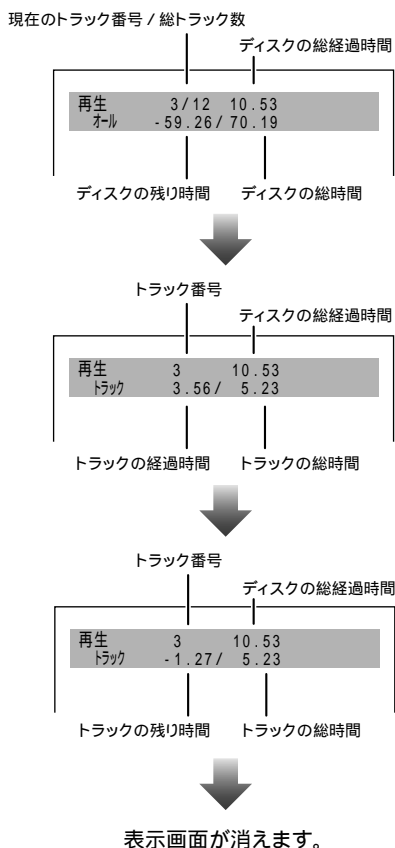 現在のトラック番号 / 総トラック数
ディスクの総経過時間
再生 3/12 10.53
オール -59.26/ 70.19
ディスクの残り時間 ディスクの総時間
トラック番号
ディスクの総経過時間
再生 3 10.53
トラック 3.56/ 5.23
トラックの経過時間 トラックの総時間
トラック番号
ディスクの総経過時間
再生 3 10.53
トラック -1.27/ 5.23
トラックの残り時間 トラックの総時間
表示画面が消えます。